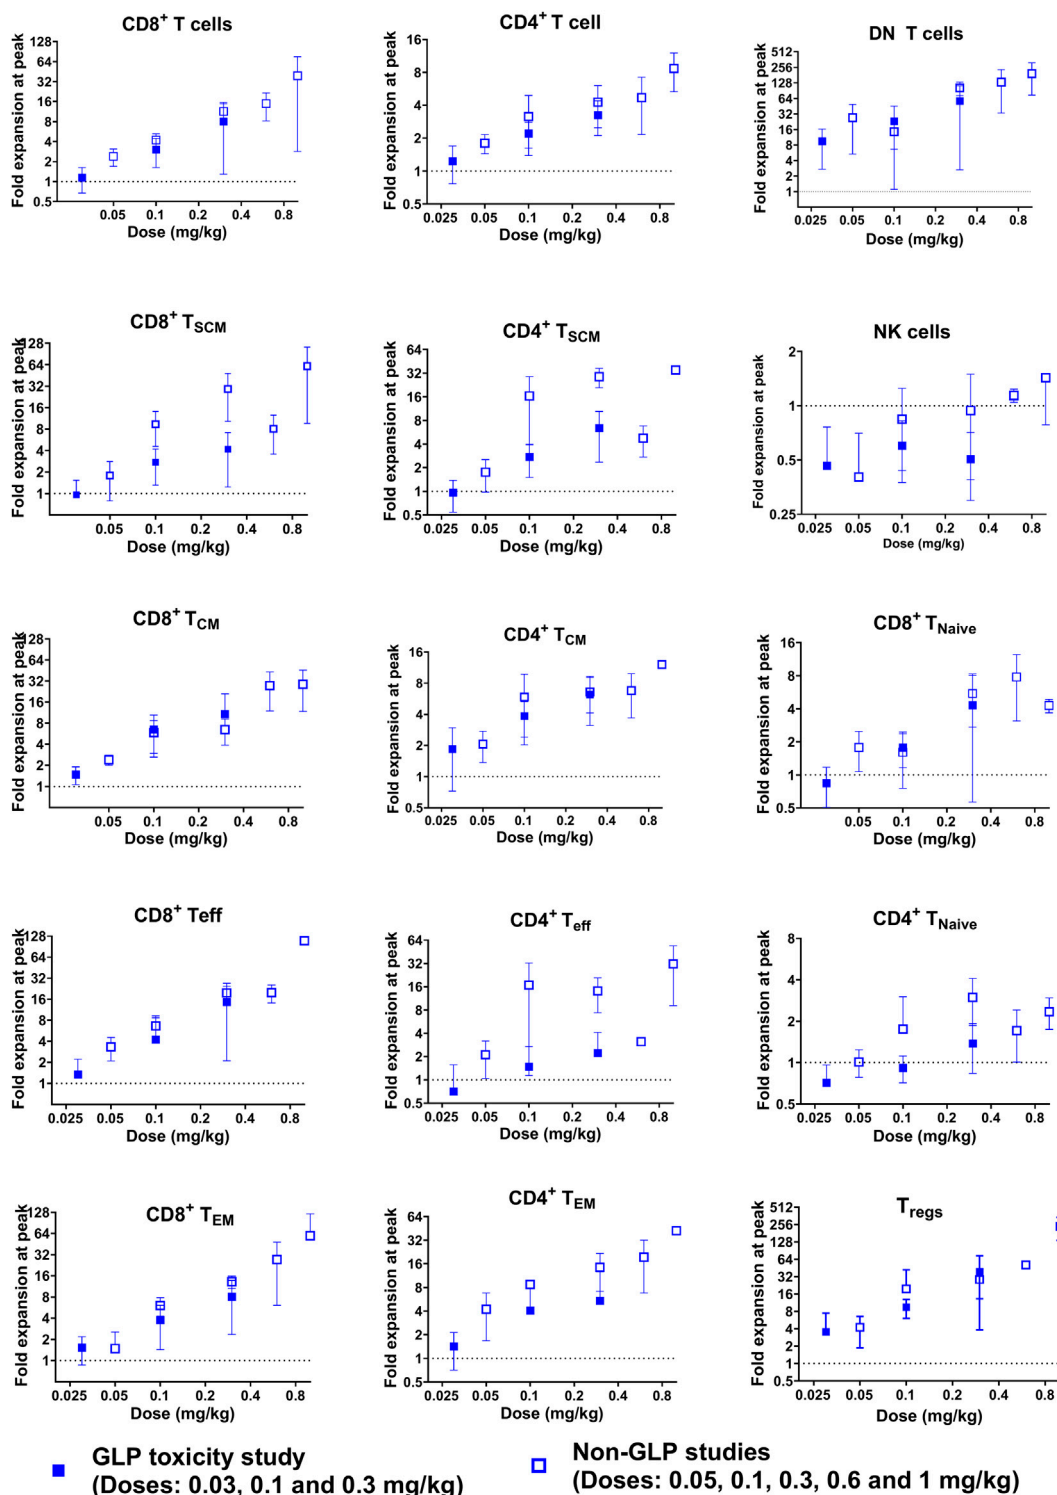 CD8+ T cells
Fold expansion at peak
128
64
32
16
8
4
2
1
0.5
0.05 0.1 0.2 0.4 0.8
Dose (mg/kg)
CD4+ T cell
Fold expansion at peak
16
8
4
2
1
0.5
0.025 0.05 0.1 0.2 0.4 0.8
Dose (mg/kg)
DN T cells
Fold expansion at peak
512
256
128
64
32
16
8
4
2
1
0.025 0.05 0.1 0.2 0.4 0.8
Dose (mg/kg)
CD8+ TSCM
Fold expansion at peak
128
64
32
16
8
4
2
1
0.05 0.1 0.2 0.4 0.8
Dose (mg/kg)
CD4+ TSCM
Fold expansion at peak
64
32
16
8
4
2
1
0.5
0.025 0.05 0.1 0.2 0.4 0.8
Dose (mg/kg)
NK cells
Fold expansion at peak
2
1
0.5
0.25
0.025 0.05 0.1 0.2 0.4 0.8
Dose (mg/kg)
CD8+ TCM
Fold expansion at peak
128
64
32
16
8
4
2
1
0.05 0.1 0.2 0.4 0.8
Dose (mg/kg)
CD4+ TCM
Fold expansion at peak
16
8
4
2
1
0.5
0.025 0.05 0.1 0.2 0.4 0.8
Dose (mg/kg)
CD8+ TNaive
Fold expansion at peak
16
8
4
2
1
0.5
0.05 0.1 0.2 0.4 0.8
Dose (mg/kg)
CD8+ Teff
Fold expansion at peak
128
64
32
16
8
4
2
1
0.025 0.05 0.1 0.2 0.4 0.8
Dose (mg/kg)
CD4+ Teff
Fold expansion at peak
64
32
16
8
4
2
1
0.5
0.025 0.05 0.1 0.2 0.4 0.8
Dose (mg/kg)
CD4+ TNaive
Fold expansion at peak
8
4
2
1
0.5
0.025 0.05 0.1 0.2 0.4 0.8
Dose (mg/kg)
CD8+ TEM
Fold expansion at peak
128
64
32
16
8
4
2
1
0.025 0.05 0.1 0.2 0.4 0.8
Dose (mg/kg)
CD4+ TEM
Fold expansion at peak
64
32
16
8
4
2
1
0.5
0.025 0.05 0.1 0.2 0.4 0.8
Dose (mg/kg)
Tregs
Fold expansion at peak
512
256
128
64
32
16
8
4
2
1
0.5
0.025 0.05 0.1 0.2 0.4 0.8
Dose (mg/kg)
GLP toxicity study
(Doses: 0.03, 0.1 and 0.3 mg/kg)
Non-GLP studies
(Doses: 0.05, 0.1, 0.3, 0.6 and 1 mg/kg)